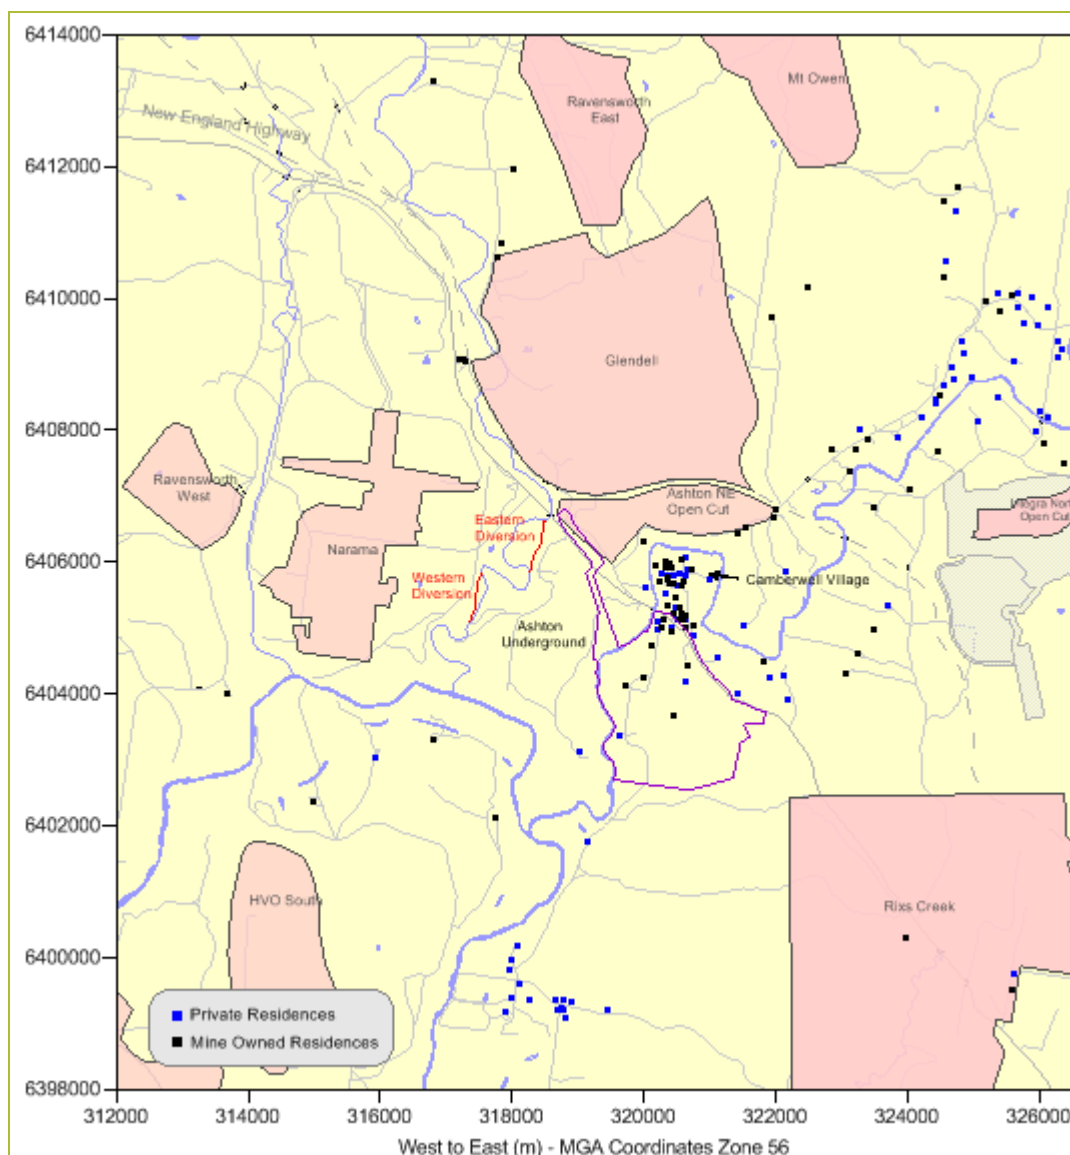 6414000
Mt Owen
Ravensworth
East
New England Highway
6412000
6410000
Glendell
6408000
Ravensworth
West
Ashton NE
Open Cut
Open Cut
Eastern
Diversion
Narama
6406000
Western
Diversion
Camberwell Village
Ashton
Underground
6404000
6402000
HVO South
Rixs Creek
6400000
Private Residences
Mine Owned Residences
6398000
312000
314000
316000
318000
320000
322000
324000
326000
West to East (m) - MGA Coordinates Zone 56